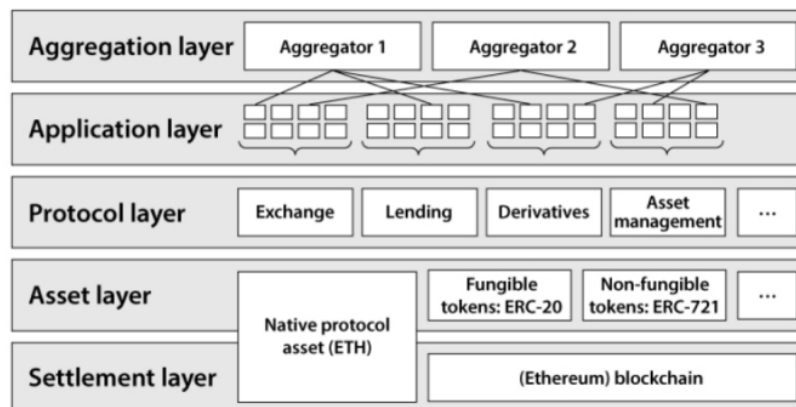 Aggregation layer
Aggregator 1
Aggregator 2
Aggregator 3
Application layer
Protocol layer
Exchange
Lending
Derivatives
Asset
management
...
Asset layer
Native protocol
asset (ETH)
Fungible
tokens: ERC-20
Non-fungible
tokens: ERC-721
...
Settlement layer
(Ethereum) blockchain